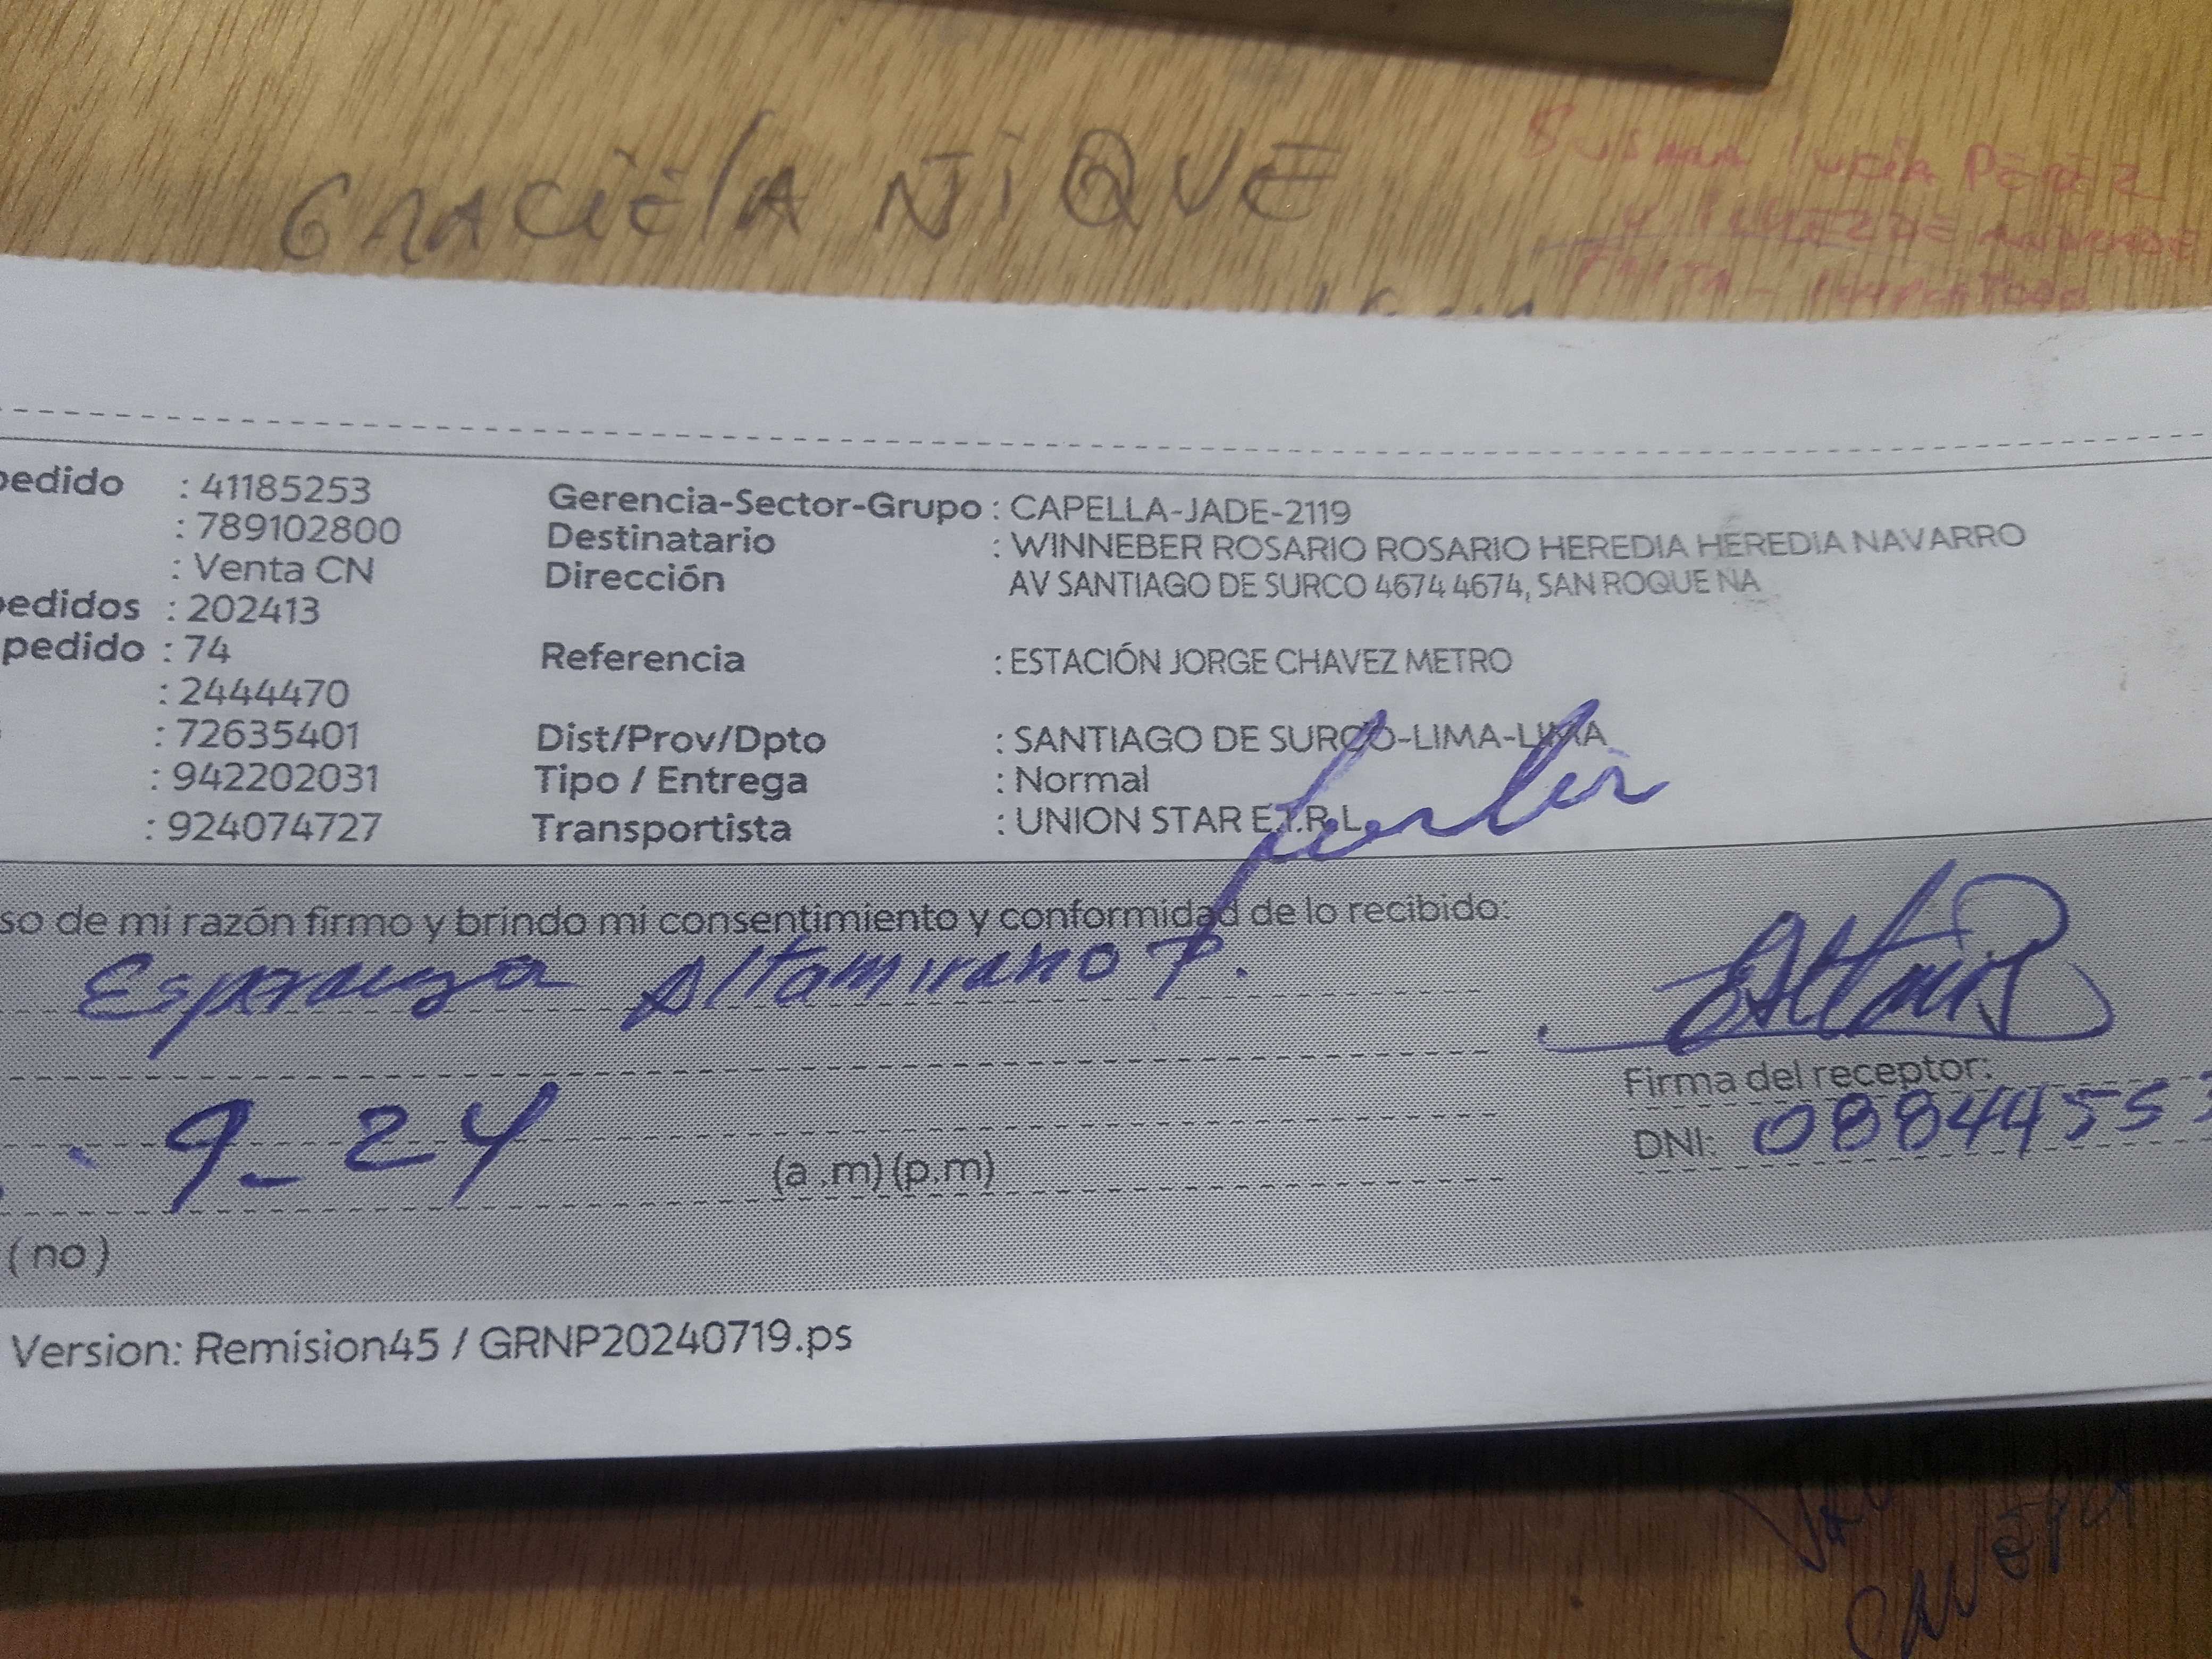 GRACIELA NIQUE
LUCIA PEREZ
FALTA -
pedido : 41185253 Gerencia-Sector-Grupo : CAPELLA-JADE-2119
: 789102800 Destinatario : WINNEBER ROSARIO ROSARIO HEREDIA HEREDIA NAVARRO
: Venta CN Dirección AV SANTIAGO DE SURCO 4674 4674, SAN ROQUE NA
pedidos : 202413
pedido : 74 Referencia : ESTACIÓN JORGE CHAVEZ METRO
: 2444470
: 72635401 Dist/Prov/Dpto : SANTIAGO DE SURCO-LIMA-LIMA
: 942202031 Tipo / Entrega : Normal
: 924074727 Transportista : UNION STAR E.I.R.L.
so de mi razón firmo y brindo mi consentimiento y conformidad de lo recibido:
Esperanza Altamirano P.
Firma del receptor:
9-24 (a.m)(p.m) DNI: 0884455
(no)
Version: Remision45 / GRNP20240719.ps